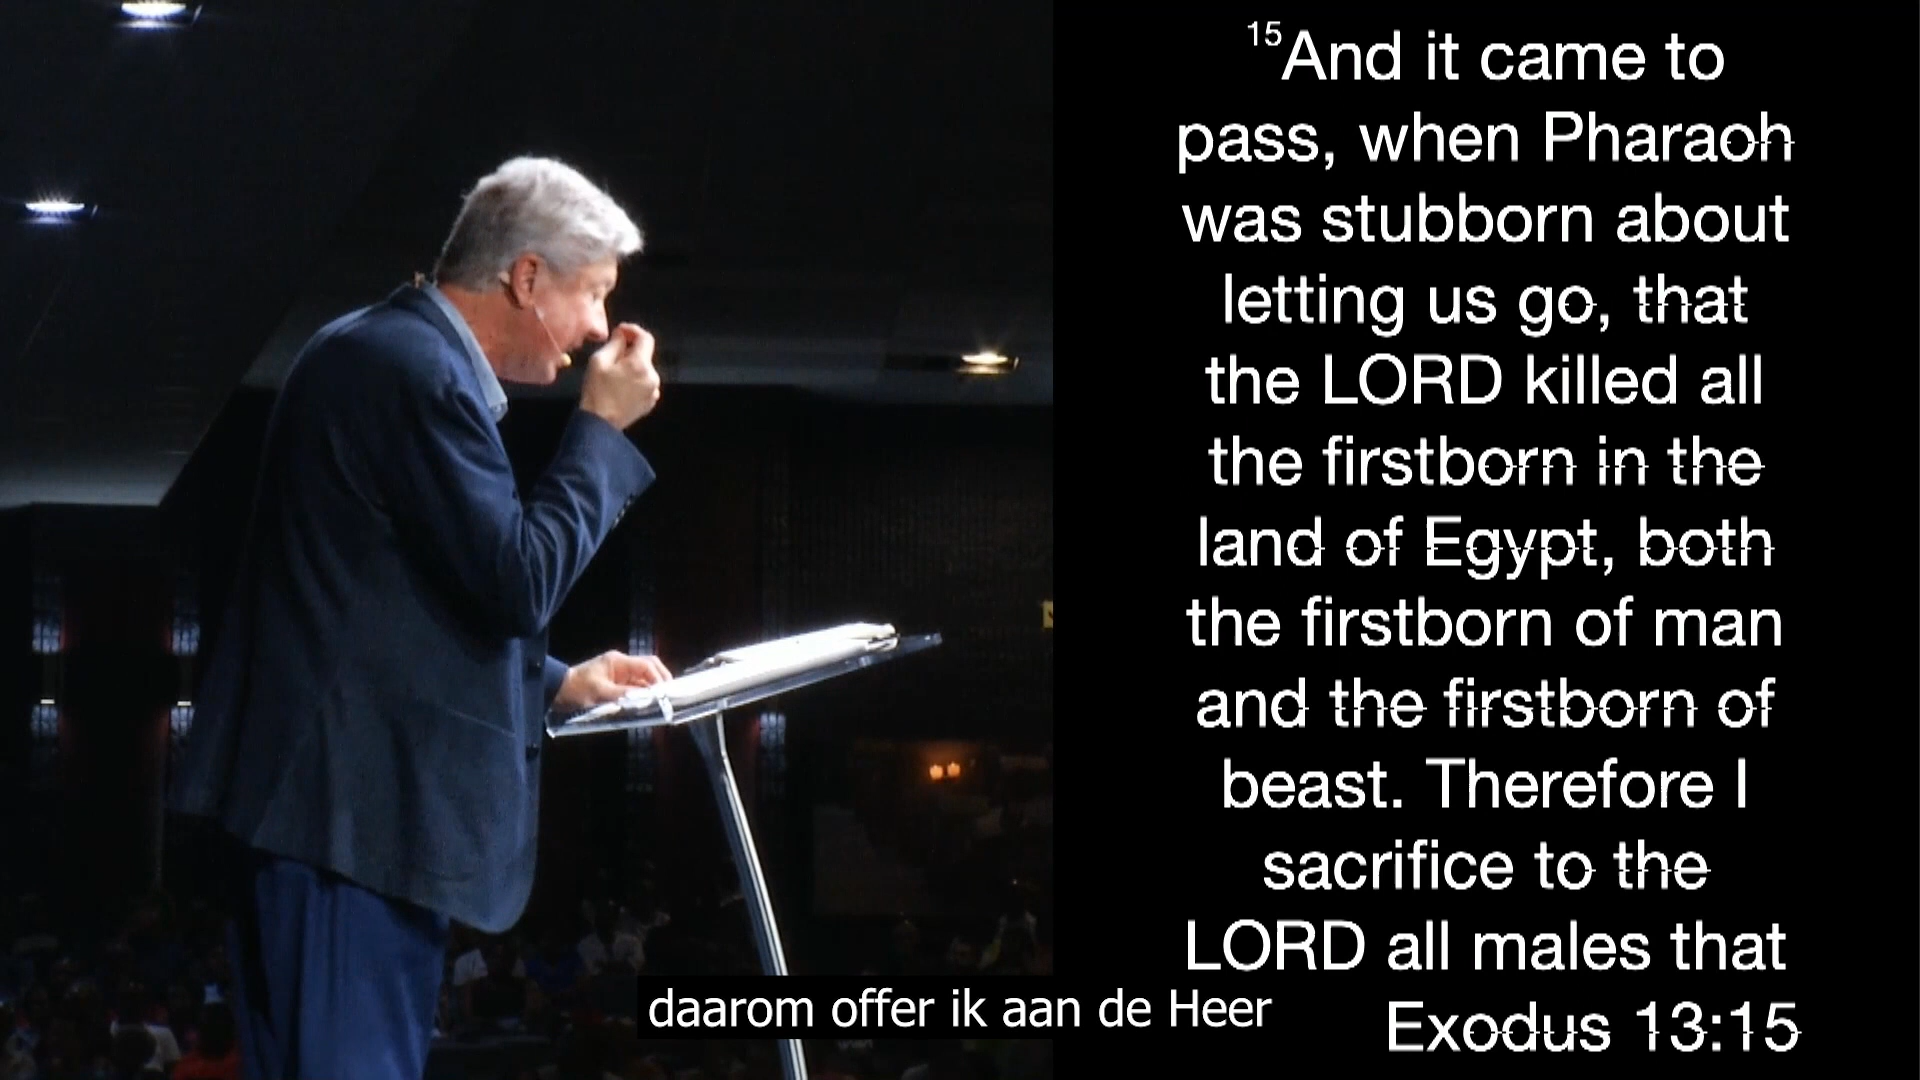 15And it came to
pass, when Pharaoh
was stubborn about
letting us go, that
the LORD killed all
the firstborn in the
land of Egypt, both
the firstborn of man
and the firstborn of
beast. Therefore I
sacrifice to the
LORD all males that
Exodus 13:15
daarom offer ik aan de Heer